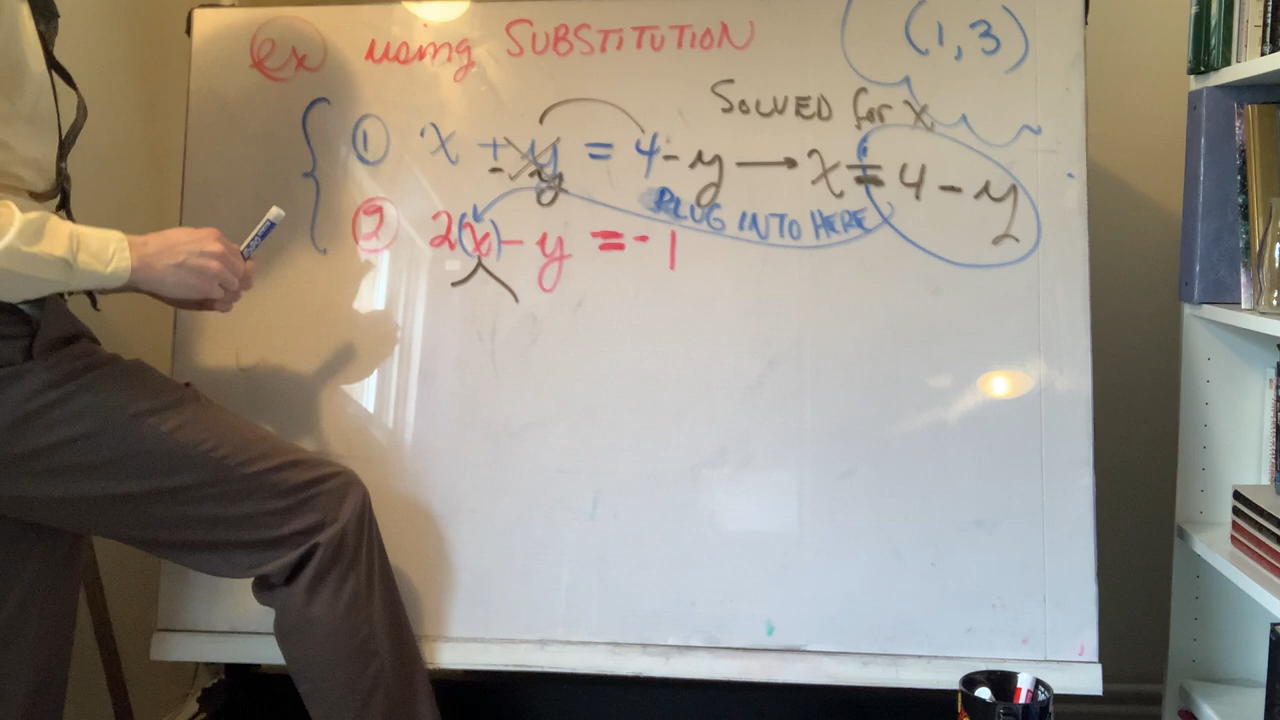 ex using SUBSTITUTION
(1,3)
SOLVED for X
① x + y = 4 - y → x = 4 - y
- y
PLUG INTO HERE
② 2(x) - y = -1